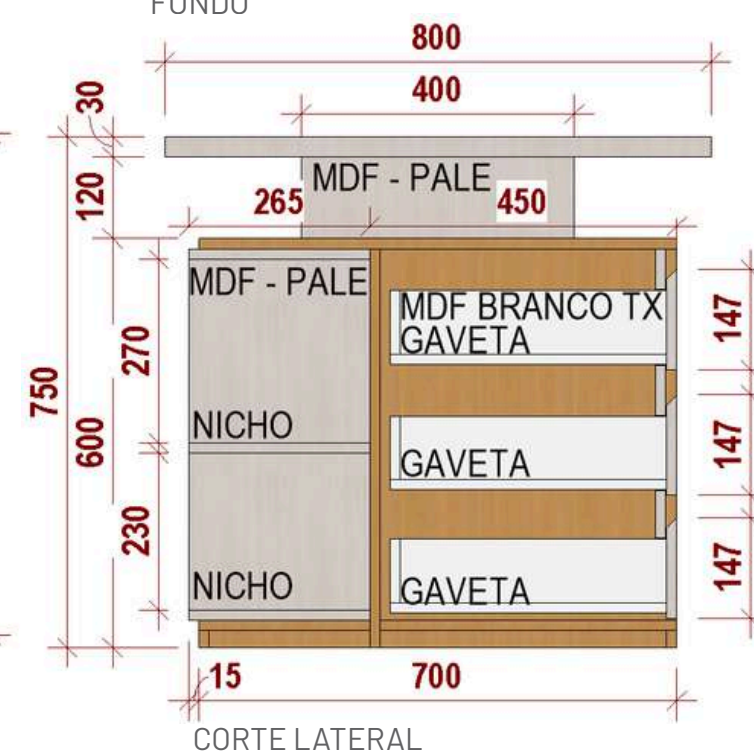 FUNDO
800
400
30
120
MDF - PALE
265
450
MDF - PALE
MDF BRANCO TX
GAVETA
147
270
750
600
NICHO
GAVETA
147
230
NICHO
GAVETA
147
15
700
CORTE LATERAL